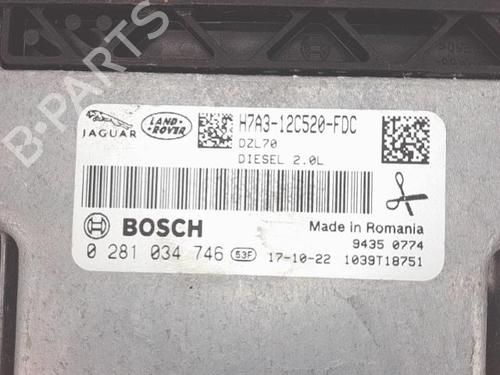 B-PARTS
JAGUAR
LAND ROVER
H7A3-12C520-FDC
DZL70
DIESEL 2.0L
BOSCH
Made in Romania
9435 0774
0 281 034 746 53F 17-10-22 1039T18751